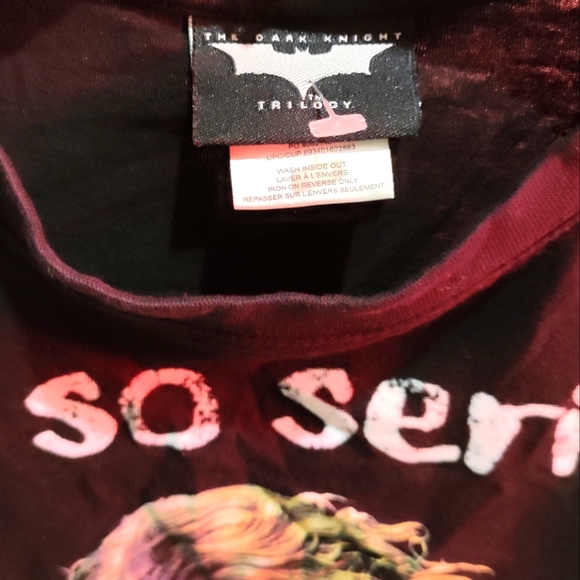 THE DARK KNIGHT
THE
TRILOGY
WASH INSIDE OUT
LAVER À L'ENVERS
IRON ON REVERSE ONLY
REPASSER SUR L'ENVERS SEULEMENT
so seri